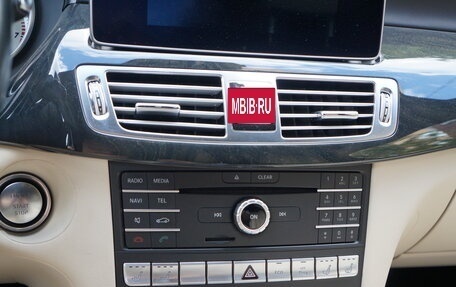 MBIB.RU
RADIO MEDIA
CLEAR
NAVI TEL
ON
START
STOP
1 2 3
4 5 6
7 8 9
ECO